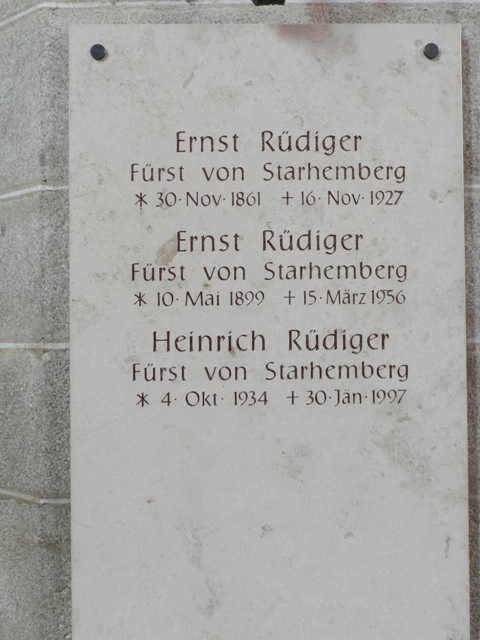 Ernst Rüdiger
Fürst von Starhemberg
* 30·Nov·1861 +16·Nov·1927
Ernst Rüdiger
Fürst von Starhemberg
* 10·Mai 1899 +15·März 1956
Heinrich Rüdiger
Fürst von Starhemberg
* 4·Okt·1934 +30·Jän·1997